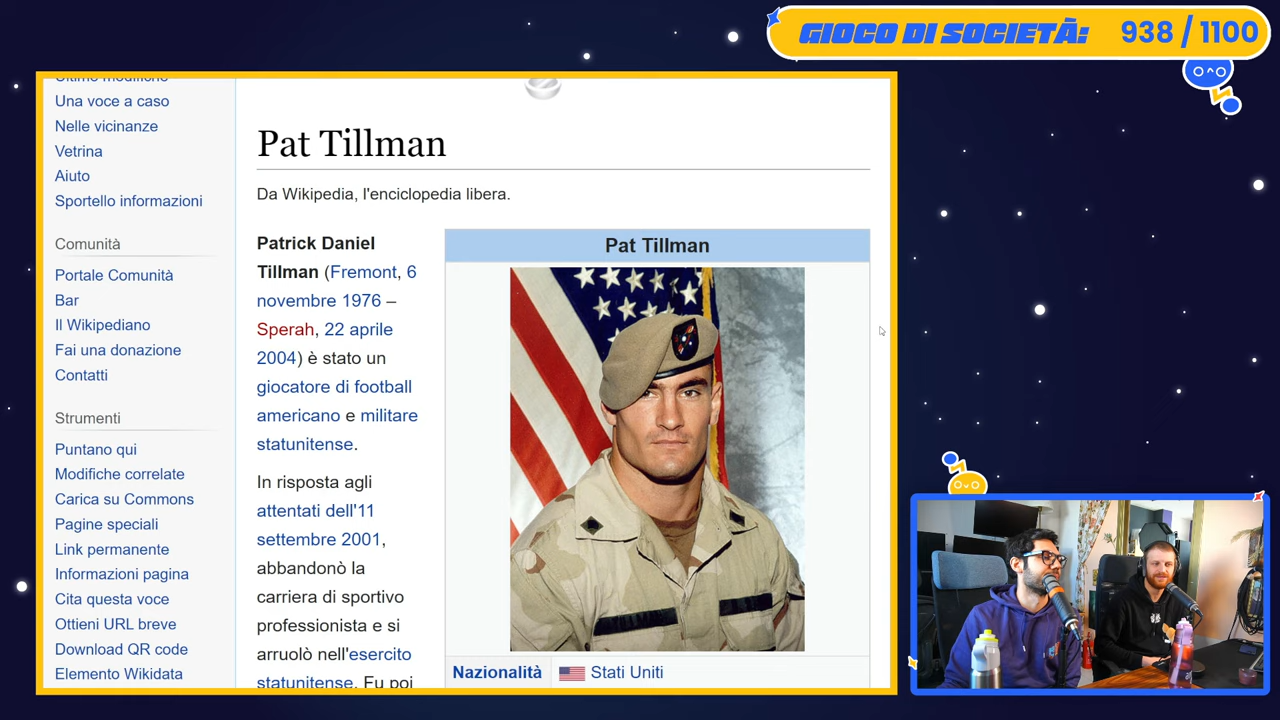 GIOCO DI SOCIETÀ: 938 / 1100
Una voce a caso
Nelle vicinanze
Vetrina
Aiuto
Sportello informazioni
Comunità
Portale Comunità
Bar
Il Wikipediano
Fai una donazione
Contatti
Strumenti
Puntano qui
Modifiche correlate
Carica su Commons
Pagine speciali
Link permanente
Informazioni pagina
Cita questa voce
Ottieni URL breve
Download QR code
Elemento Wikidata
Pat Tillman
Da Wikipedia, l'enciclopedia libera.
Patrick Daniel
Tillman (Fremont, 6
novembre 1976 –
Sperah, 22 aprile
2004) è stato un
giocatore di football
americano e militare
statunitense.
In risposta agli
attentati dell'11
settembre 2001,
abbandonò la
carriera di sportivo
professionista e si
arruolò nell'esercito
statunitense. Fu poi
Pat Tillman
Nazionalità Stati Uniti